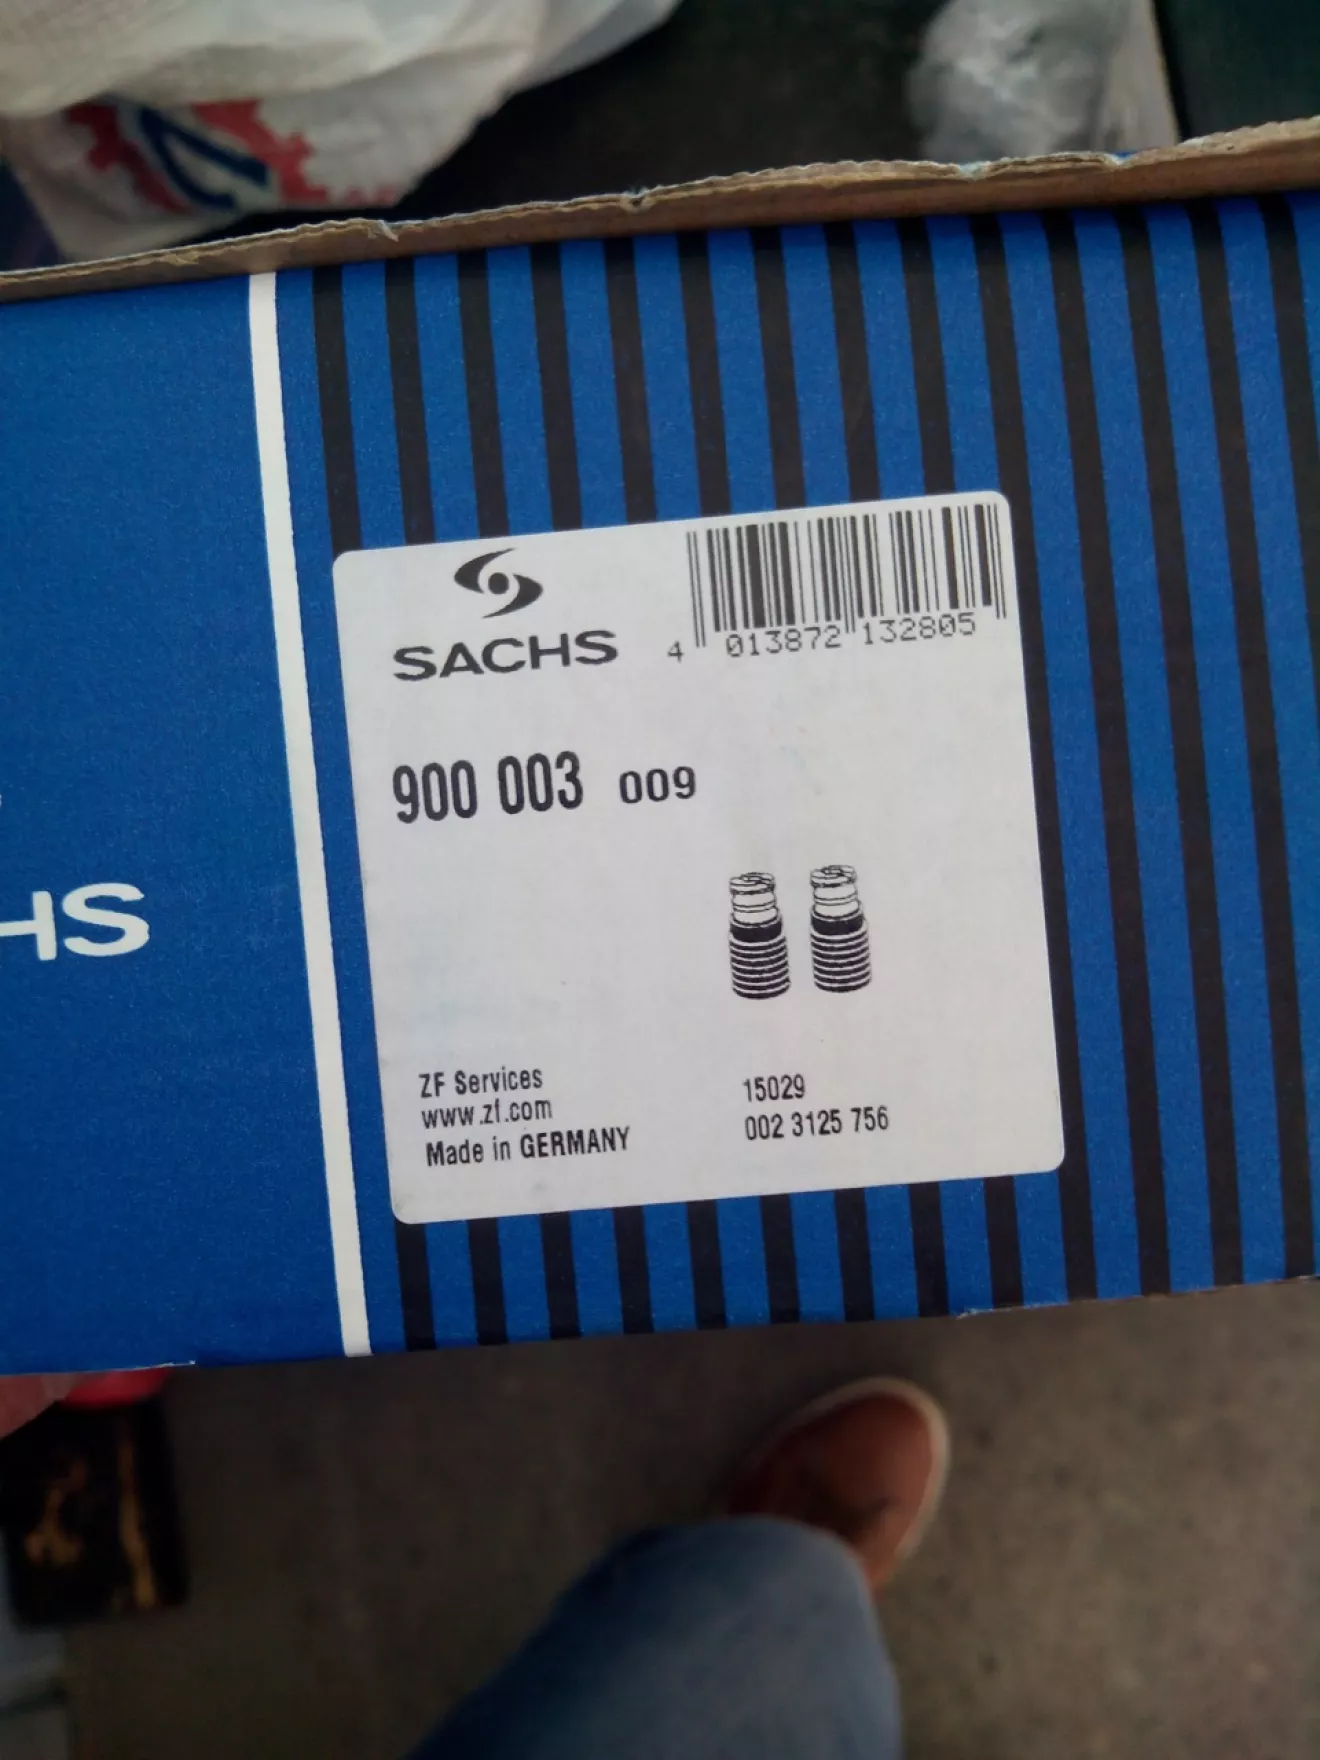 SACHS
4 013872 132805
900 003 009
HS
ZF Services
www.zf.com
Made in GERMANY
15029
002 3125 756